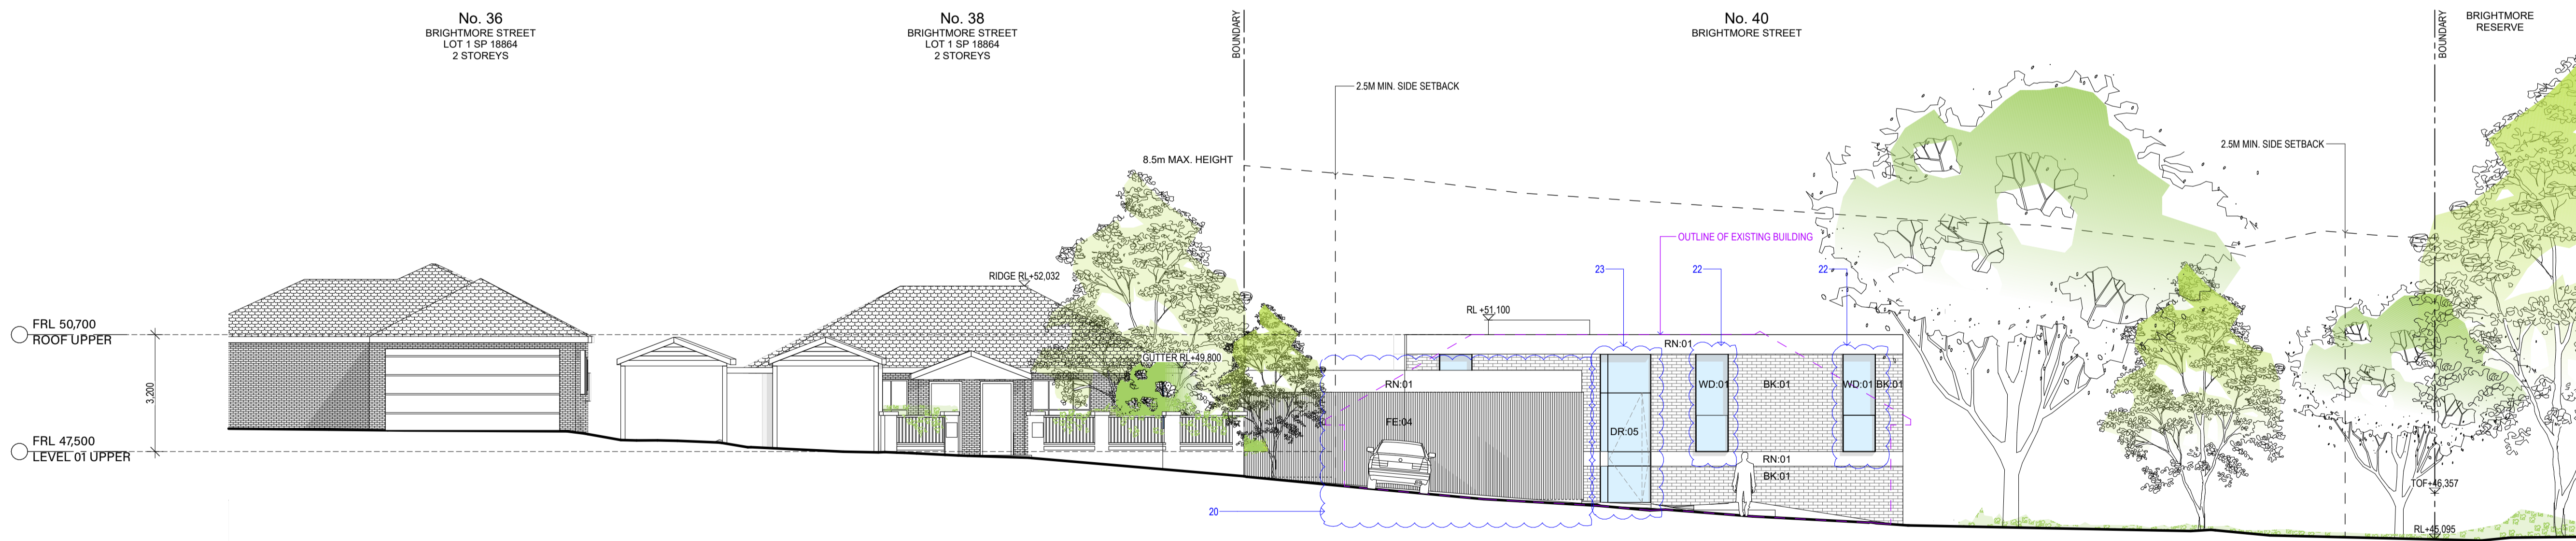 No. 36
BRIGHTMORE STREET
LOT 1 SP 18864
2 STOREYS
No. 38
BRIGHTMORE STREET
LOT 1 SP 18864
2 STOREYS
BOUNDARY
No. 40
BRIGHTMORE STREET
BOUNDARY
BRIGHTMORE
RESERVE
2.5M MIN. SIDE SETBACK
2.5M MIN. SIDE SETBACK
8.5m MAX. HEIGHT
OUTLINE OF EXISTING BUILDING
RIDGE RL+52,032
23
22
22
RL +51,100
FRL 50,700
ROOF UPPER
RN:01
GUTTER RL+49,800
RN:01
WD:01
BK:01
WD:01
BK:01
3,200
FE:04
DR:05
FRL 47,500
LEVEL 01 UPPER
RN:01
BK:01
TOF+46,357
20
RL+45,095